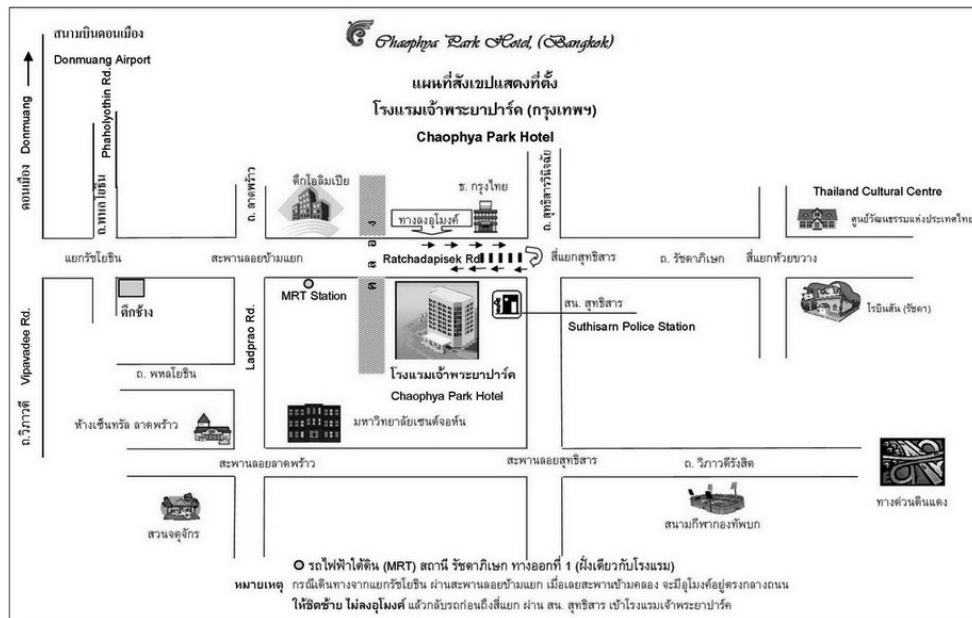 สนามบินดอนเมือง
Donmuang Airport
Chaophya Park Hotel, (Bangkok)
แผนที่สังเขปแสดงที่ตั้ง
โรงแรมเจ้าพระยาปาร์ค (กรุงเทพฯ)
Chaophya Park Hotel
ดอนเมือง Donmuang
Phaholyothin Rd.
ถ.พหลโยธิน
ถ. ลาดพร้าว
ตึกโอลิมเปีย
คลอง
ทางลงอุโมงค์
ธ. กรุงไทย
ถ. สุทธิสารวินิจฉัย
Thailand Cultural Centre
ศูนย์วัฒนธรรมแห่งประเทศไทย
แยกรัชโยธิน
สะพานลอยข้ามแยก
Ratchadapisek Rd
สี่แยกสุทธิสาร
ถ. รัชดาภิเษก
สี่แยกห้วยขวาง
MRT Station
ตึกช้าง
สน. สุทธิสาร
Suthisarn Police Station
โรบินสัน (รัชดา)
ถ.วิภาวดี Vipavadee Rd.
Ladprao Rd.
ถ. พหลโยธิน
โรงแรมเจ้าพระยาปาร์ค
Chaophya Park Hotel
ห้างเซ็นทรัล ลาดพร้าว
มหาวิทยาลัยเซนต์จอห์น
สะพานลอยลาดพร้าว
สะพานลอยสุทธิสาร
ถ. วิภาวดีรังสิต
ทางด่วนดินแดง
สวนจตุจักร
สนามกีฬากองทัพบก
รถไฟฟ้าใต้ดิน (MRT) สถานี รัชดาภิเษก ทางออกที่ 1 (ฝั่งเดียวกับโรงแรม)
หมายเหตุ กรณีเดินทางจากแยกรัชโยธิน ผ่านสะพานลอยข้ามแยก เมื่อเลยสะพานข้ามคลอง จะมีอุโมงค์อยู่ตรงกลางถนน
ให้ชิดซ้าย ไม่ลงอุโมงค์ แล้วกลับรถก่อนถึงสี่แยก ผ่าน สน. สุทธิสาร เข้าโรงแรมเจ้าพระยาปาร์ค